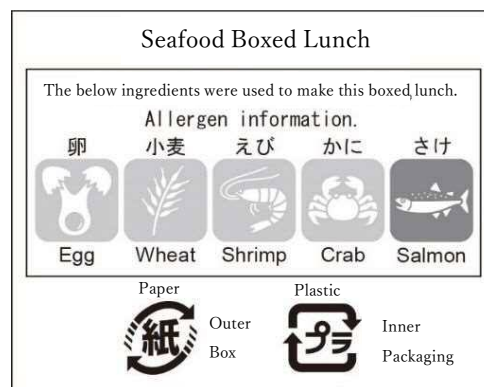 Seafood Boxed Lunch
The below ingredients were used to make this boxed lunch.
Allergen information.
卵 小麦 えび かに さけ
Egg Wheat Shrimp Crab Salmon
Paper Plastic
紙 Outer Box プラ Inner Packaging